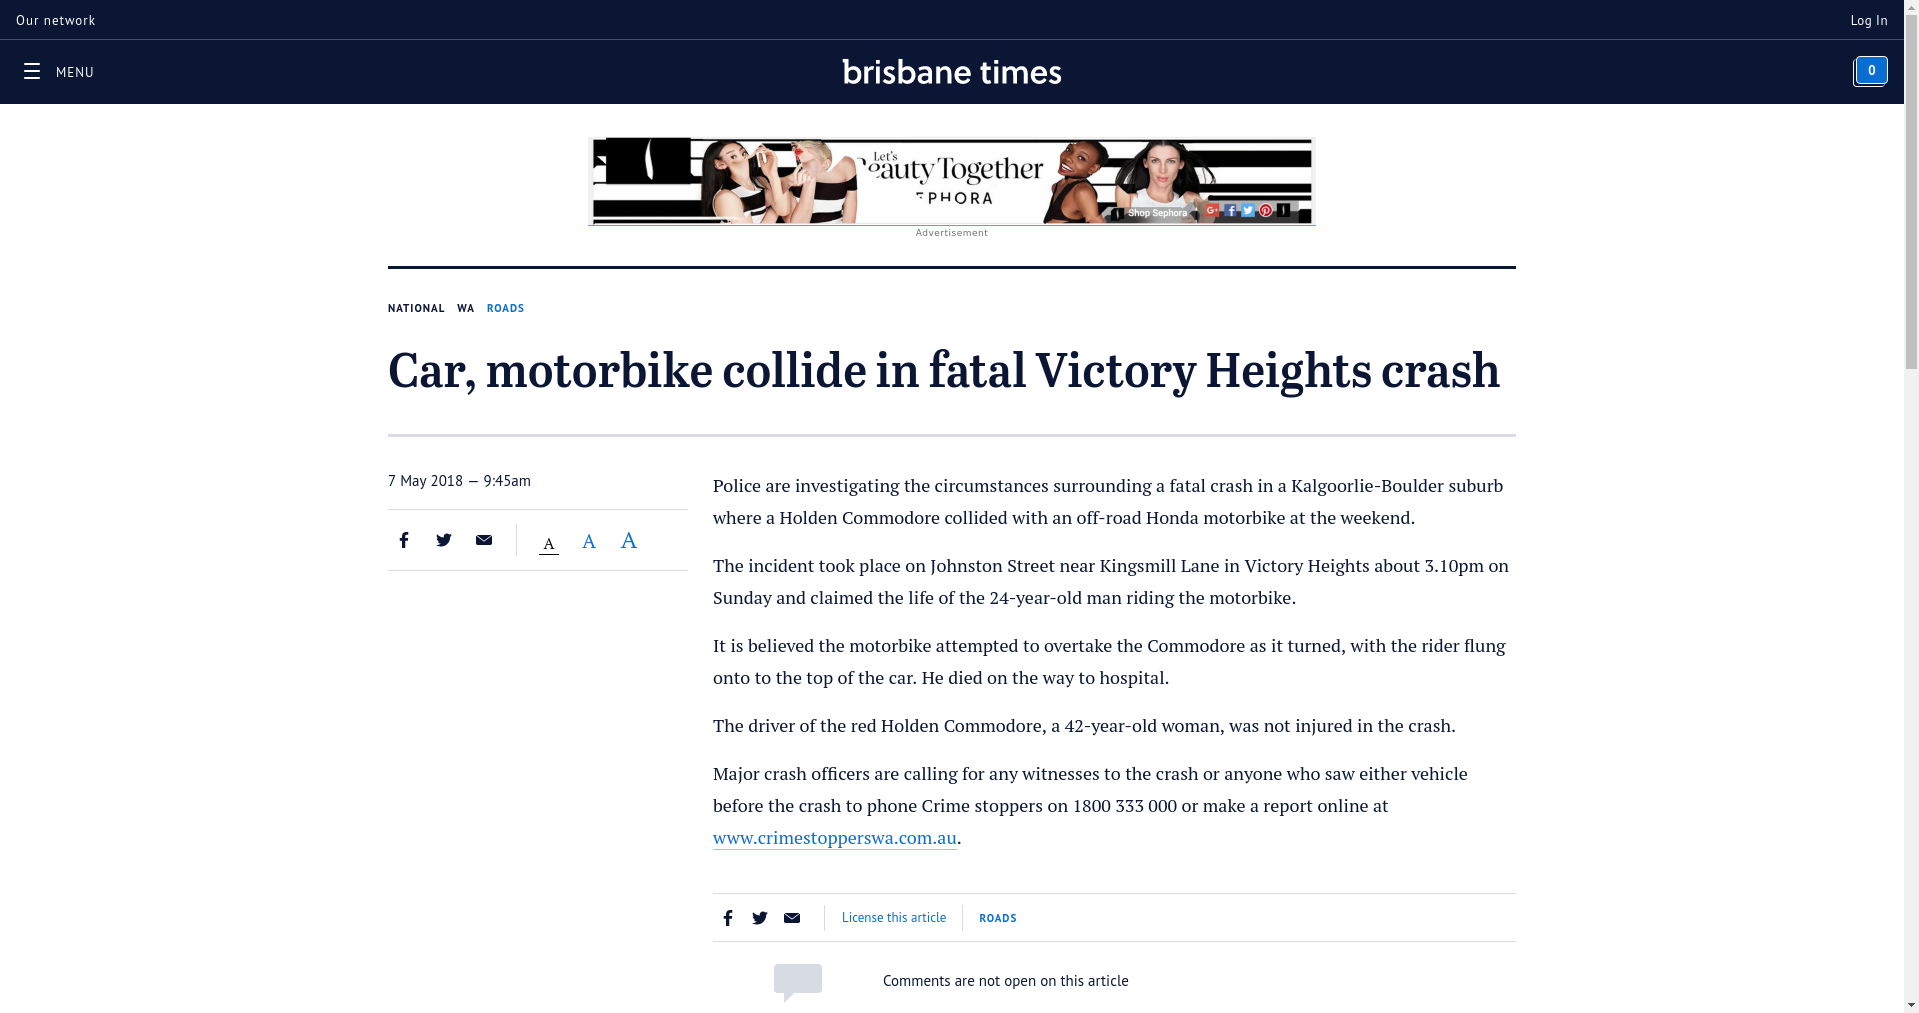 Our network
Log In
MENU
brisbane times
0
Let's
Beauty Together
SEPHORA
Shop Sephora
Advertisement
NATIONAL WA ROADS
Car, motorbike collide in fatal Victory Heights crash
7 May 2018 — 9:45am
A A A
Police are investigating the circumstances surrounding a fatal crash in a Kalgoorlie-Boulder suburb
where a Holden Commodore collided with an off-road Honda motorbike at the weekend.
The incident took place on Johnston Street near Kingsmill Lane in Victory Heights about 3.10pm on
Sunday and claimed the life of the 24-year-old man riding the motorbike.
It is believed the motorbike attempted to overtake the Commodore as it turned, with the rider flung
onto to the top of the car. He died on the way to hospital.
The driver of the red Holden Commodore, a 42-year-old woman, was not injured in the crash.
Major crash officers are calling for any witnesses to the crash or anyone who saw either vehicle
before the crash to phone Crime stoppers on 1800 333 000 or make a report online at
www.crimestopperswa.com.au.
License this article
ROADS
Comments are not open on this article